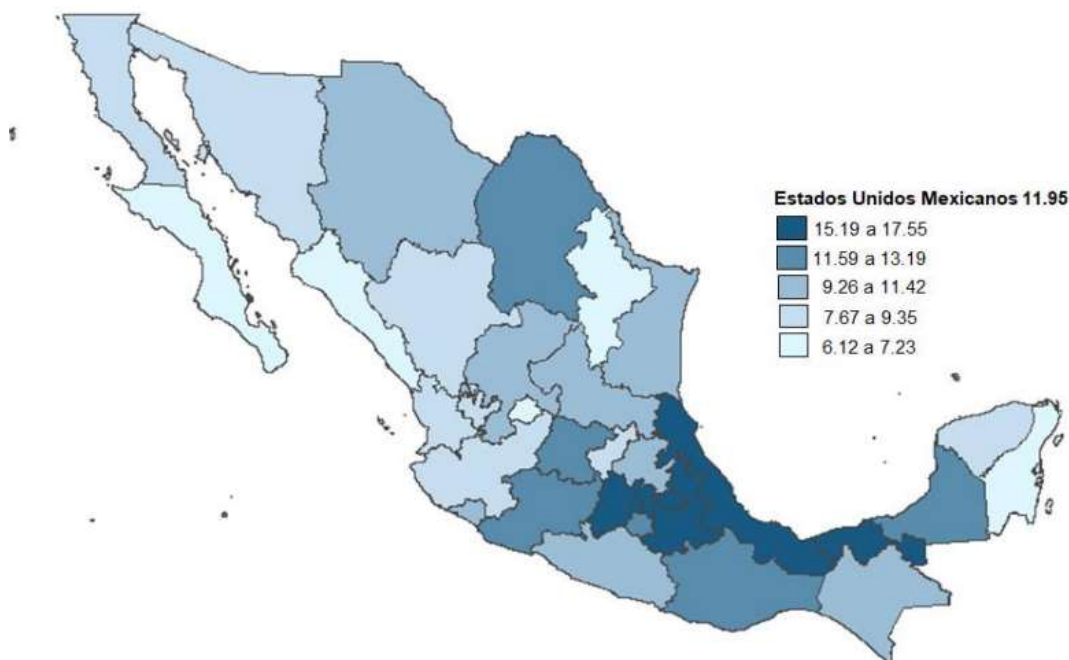 Estados Unidos Mexicanos 11.95
15.19 a 17.55
11.59 a 13.19
9.26 a 11.42
7.67 a 9.35
6.12 a 7.23